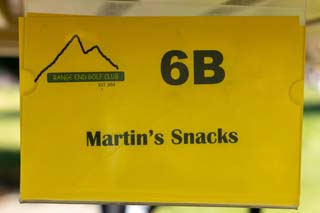 6B
RANGE END GOLF CLUB
Martin's Snacks